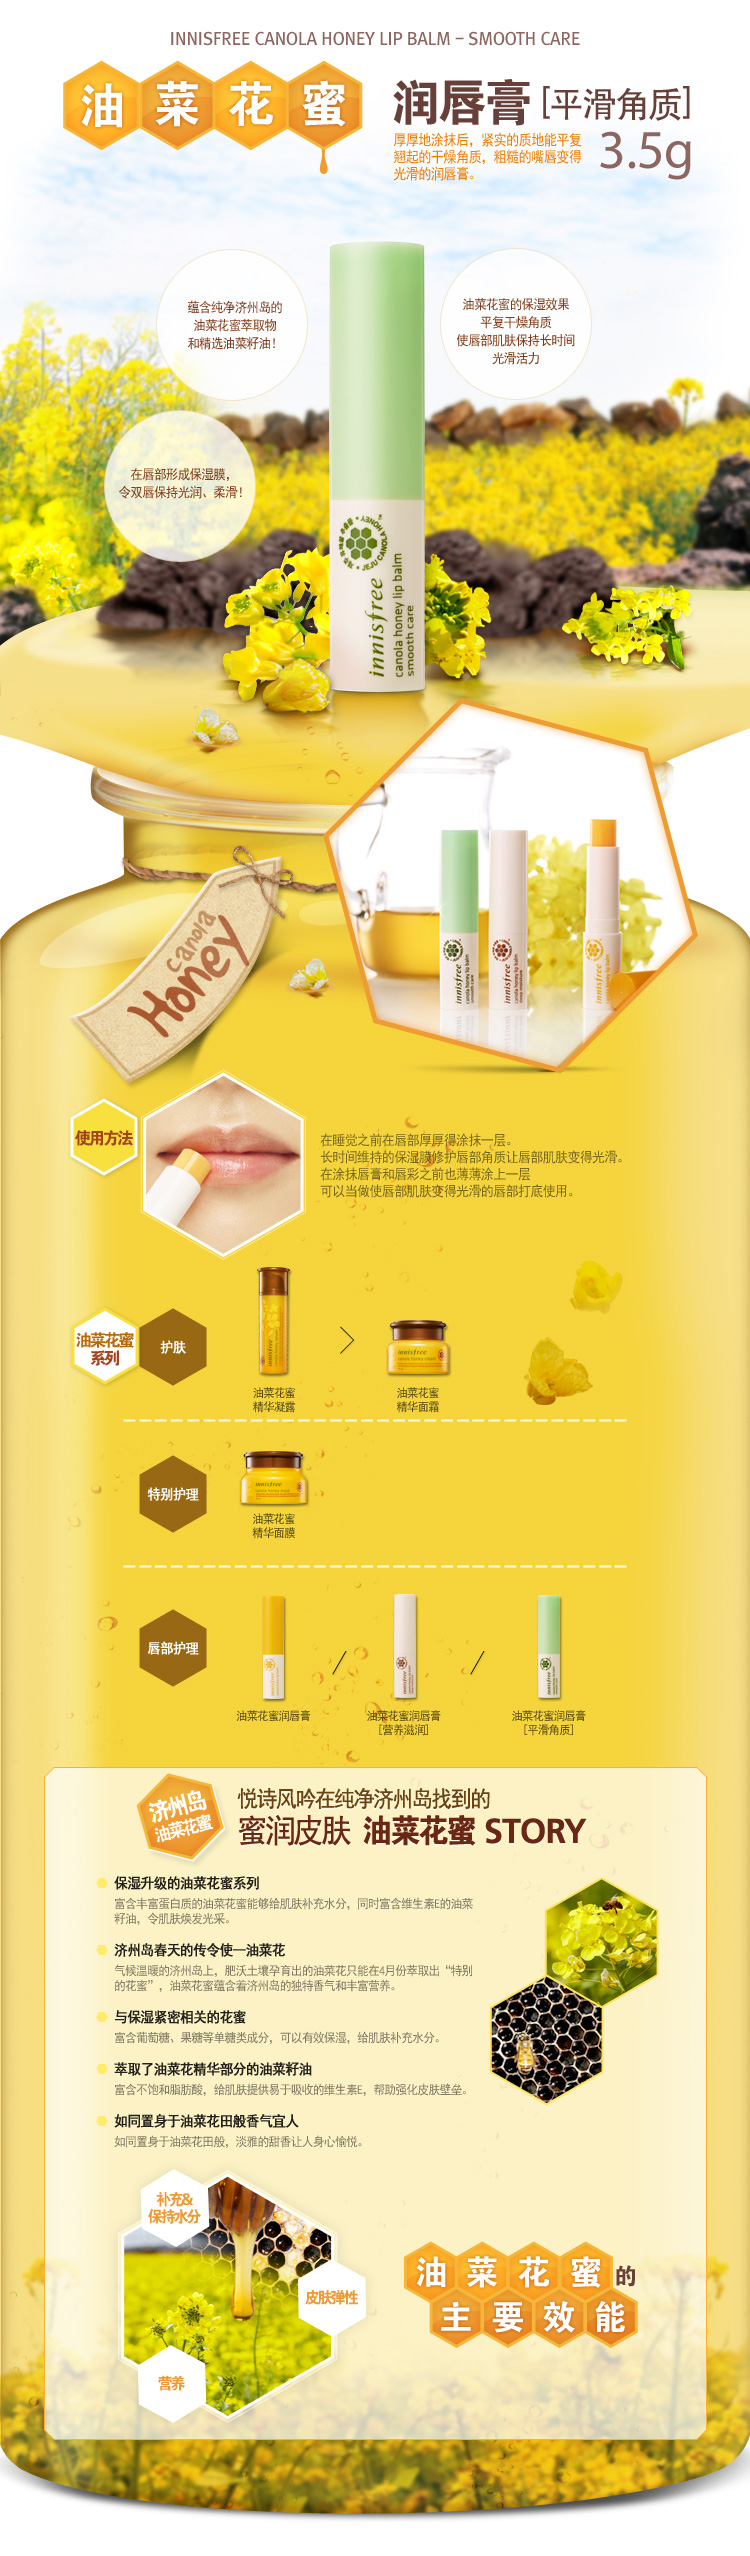 INNISFREE CANOLA HONEY LIP BALM – SMOOTH CARE
油菜花蜜
润唇膏 [平滑角质]
厚厚地涂抹后，紧实的质地能平复
翘起的干燥角质，粗糙的嘴唇变得
光滑的润唇膏。
3.5g
蕴含纯净济州岛的
油菜花蜜萃取物
和精选油菜籽油！
油菜花蜜的保湿效果
平复干燥角质
使唇部肌肤保持长时间
光滑活力
在唇部形成保湿膜，
令双唇保持光润、柔滑！
JEJU CANOLA HONEY
innisfree
canola honey lip balm
smooth care
Canola
Honey
innisfree
canola honey lip balm
innisfree
canola honey lip balm
innisfree
canola honey lip balm
使用方法
在睡觉之前在唇部厚厚得涂抹一层。
长时间维持的保湿膜修护唇部角质让唇部肌肤变得光滑。
在涂抹唇膏和唇彩之前也薄薄涂上一层
可以当做使唇部肌肤变得光滑的唇部打底使用。
油菜花蜜
系列
护肤
innisfree
油菜花蜜
精华凝露
innisfree
canola honey cream
油菜花蜜
精华面霜
特别护理
innisfree
油菜花蜜
精华面膜
唇部护理
油菜花蜜润唇膏
油菜花蜜润唇膏
[营养滋润]
油菜花蜜润唇膏
[平滑角质]
济州岛
油菜花蜜
悦诗风吟在纯净济州岛找到的
蜜润皮肤 油菜花蜜 STORY
保湿升级的油菜花蜜系列
富含丰富蛋白质的油菜花蜜能够给肌肤补充水分，同时富含维生素E的油菜
籽油，令肌肤焕发光采。
济州岛春天的传令使—油菜花
气候温暖的济州岛上，肥沃土壤孕育出的油菜花只能在4月份萃取出“特别
的花蜜”，油菜花蜜蕴含着济州岛的独特香气和丰富营养。
与保湿紧密相关的花蜜
富含葡萄糖、果糖等单糖类成分，可以有效保湿，给肌肤补充水分。
萃取了油菜花精华部分的油菜籽油
富含不饱和脂肪酸，给肌肤提供易于吸收的维生素E，帮助强化皮肤壁垒。
如同置身于油菜花田般香气宜人
如同置身于油菜花田般，淡雅的甜香让人身心愉悦。
补充&
保持水分
皮肤弹性
营养
油菜花蜜的
主要效能